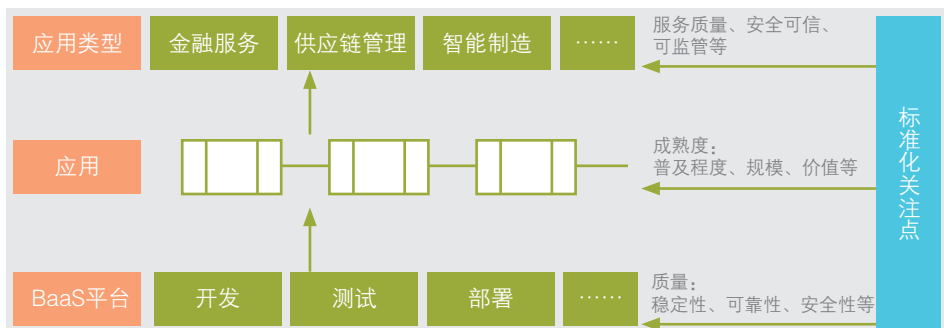 应用类型
金融服务
供应链管理
智能制造
……
服务质量、安全可信、
可监管等
应用
成熟度：
普及程度、规模、价值等
BaaS平台
开发
测试
部署
……
质量：
稳定性、可靠性、安全性等
标准化关注点